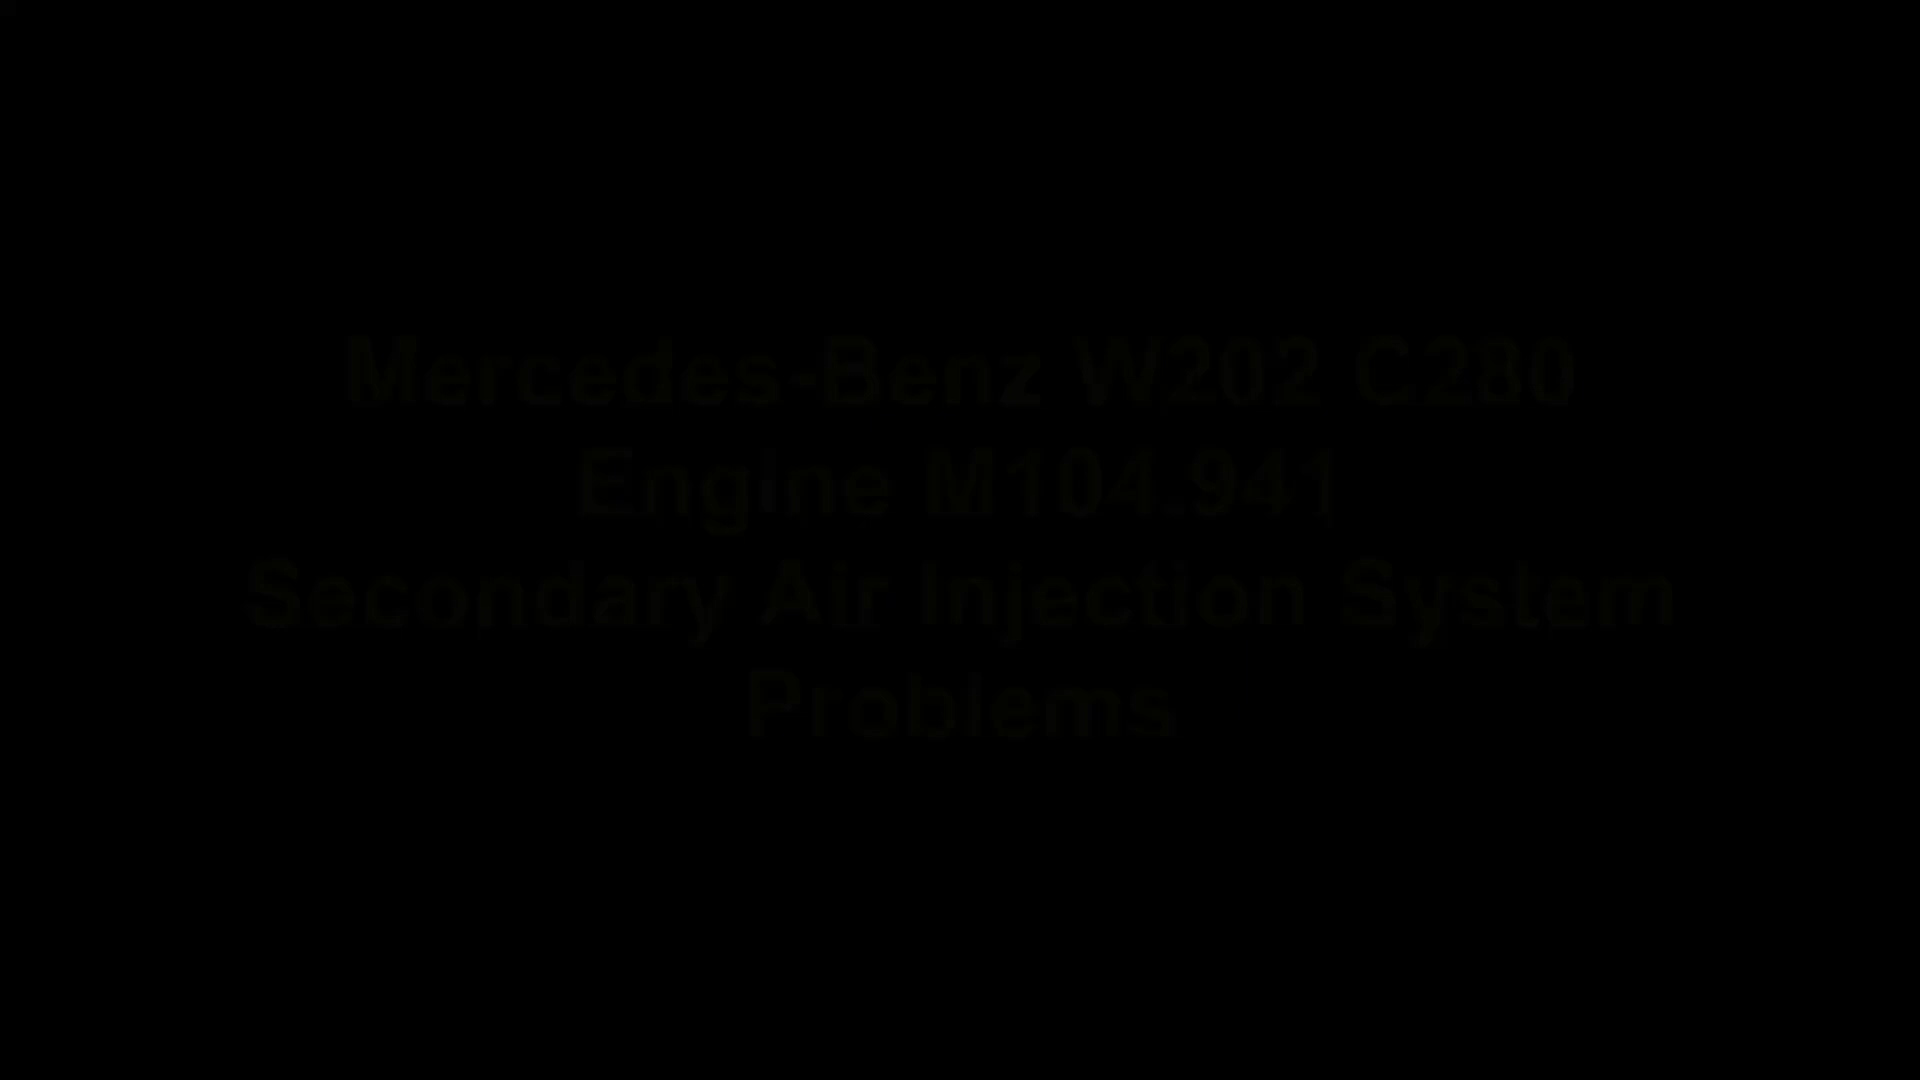 Mercedes-Benz W202 C280
Engine M104.941
Secondary Air Injection System
Problems